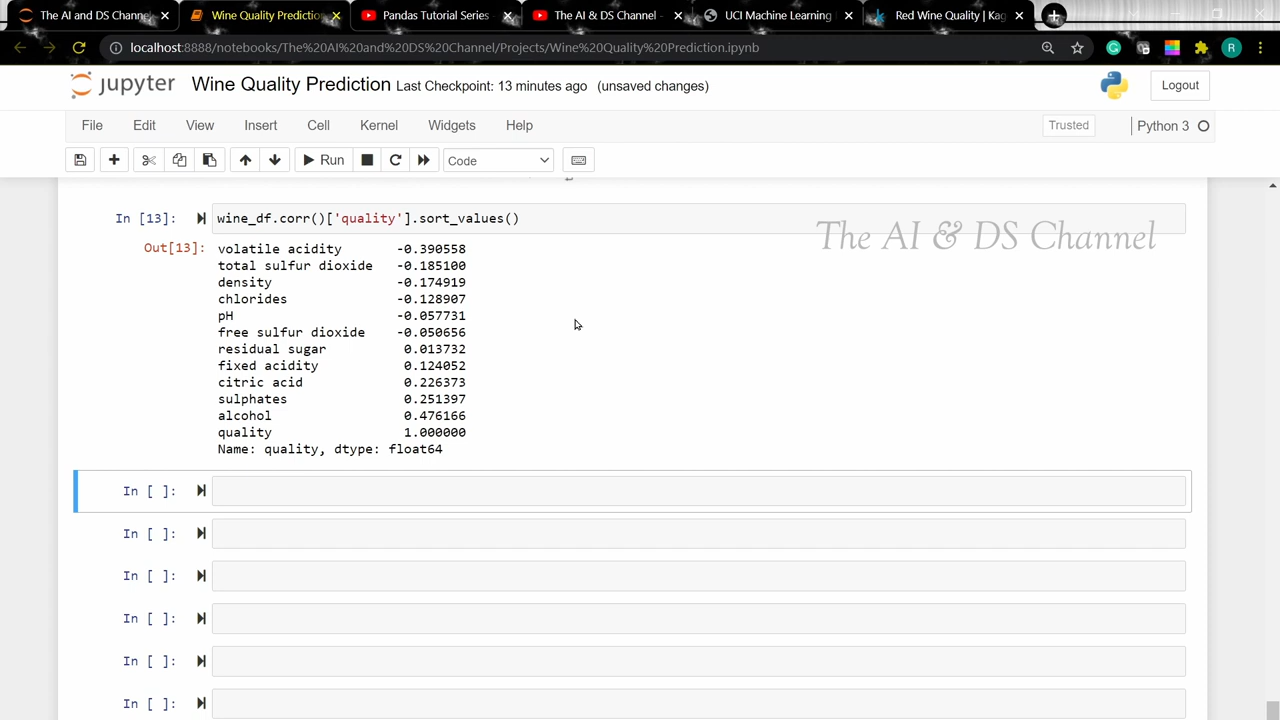 The AI and DS Channel
Wine Quality Prediction
Pandas Tutorial Series -
The AI & DS Channel -
UCI Machine Learning
Red Wine Quality | Kag
localhost:8888/notebooks/The%20AI%20and%20DS%20Channel/Projects/Wine%20Quality%20Prediction.ipynb
R
jupyter Wine Quality Prediction Last Checkpoint: 13 minutes ago (unsaved changes)
Logout
File Edit View Insert Cell Kernel Widgets Help
Trusted
Python 3
Run
Code
In [13]: wine_df.corr()['quality'].sort_values()
The AI & DS Channel
Out[13]: volatile acidity -0.390558
total sulfur dioxide -0.185100
density -0.174919
chlorides -0.128907
pH -0.057731
free sulfur dioxide -0.050656
residual sugar 0.013732
fixed acidity 0.124052
citric acid 0.226373
sulphates 0.251397
alcohol 0.476166
quality 1.000000
Name: quality, dtype: float64
In [ ]:
In [ ]:
In [ ]:
In [ ]:
In [ ]:
In [ ]: